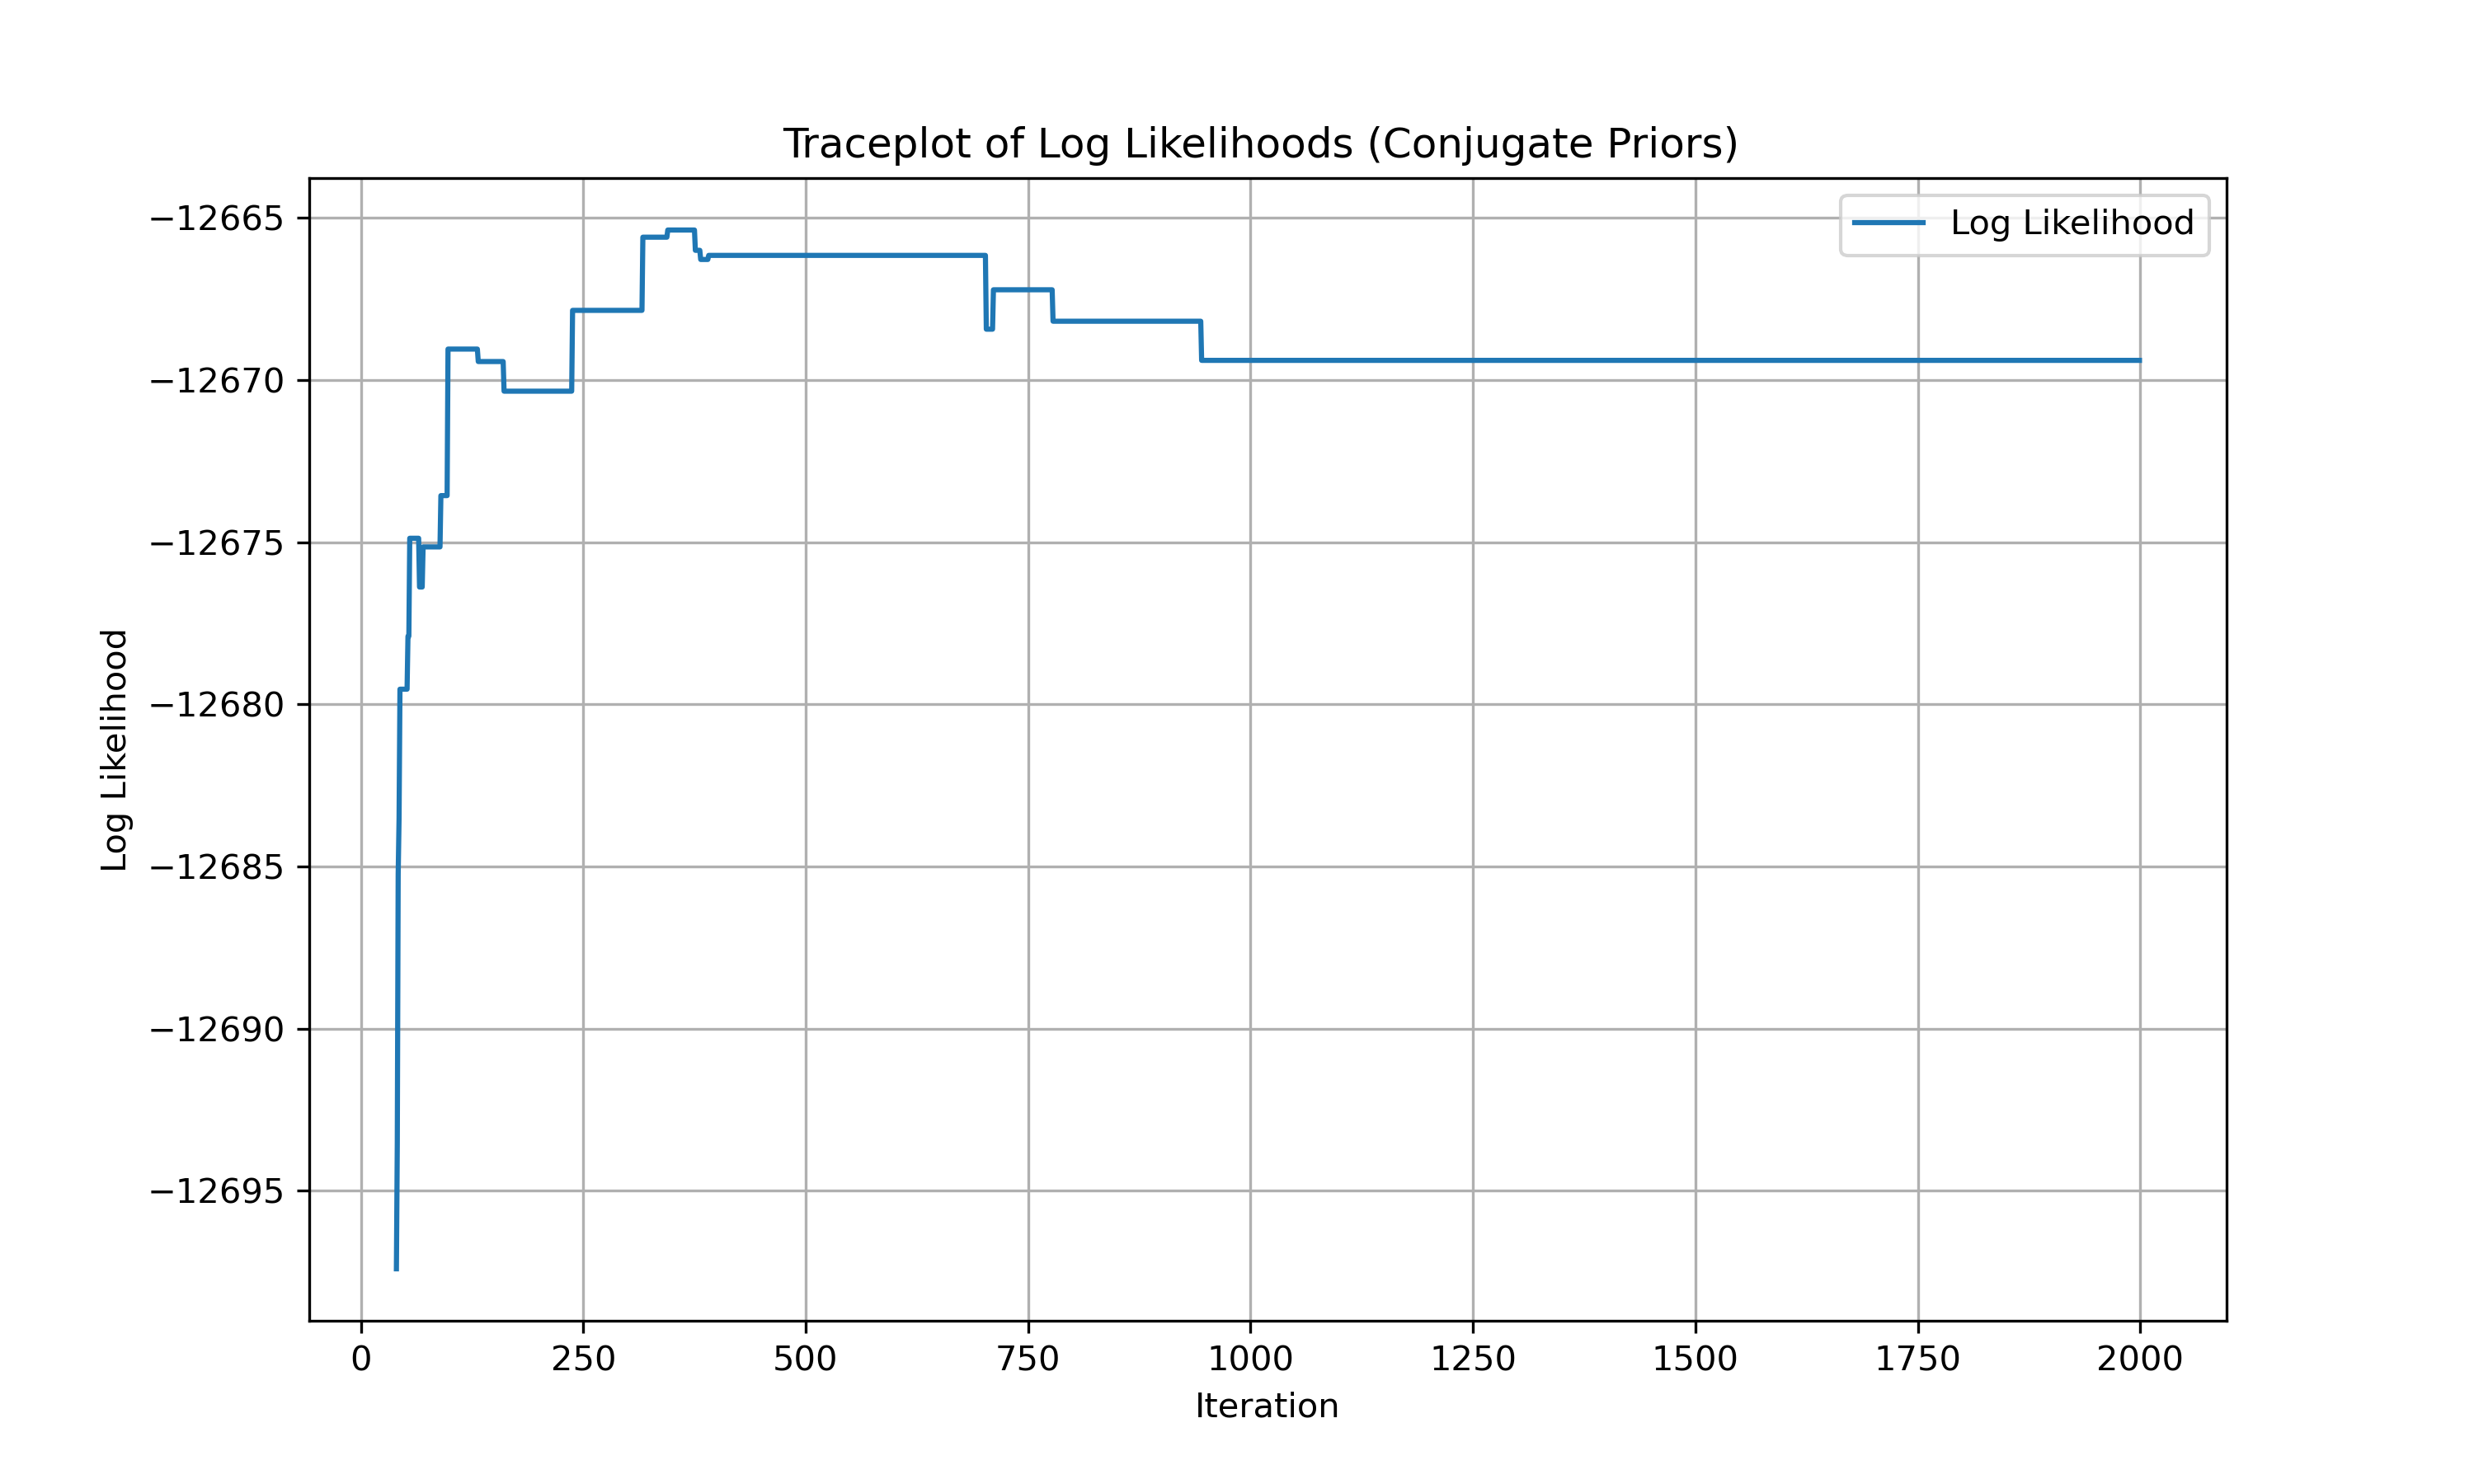 Traceplot of Log Likelihoods (Conjugate Priors)
Log Likelihood
−12665
−12670
−12675
−12680
−12685
−12690
−12695
Log Likelihood
0 250 500 750 1000 1250 1500 1750 2000
Iteration